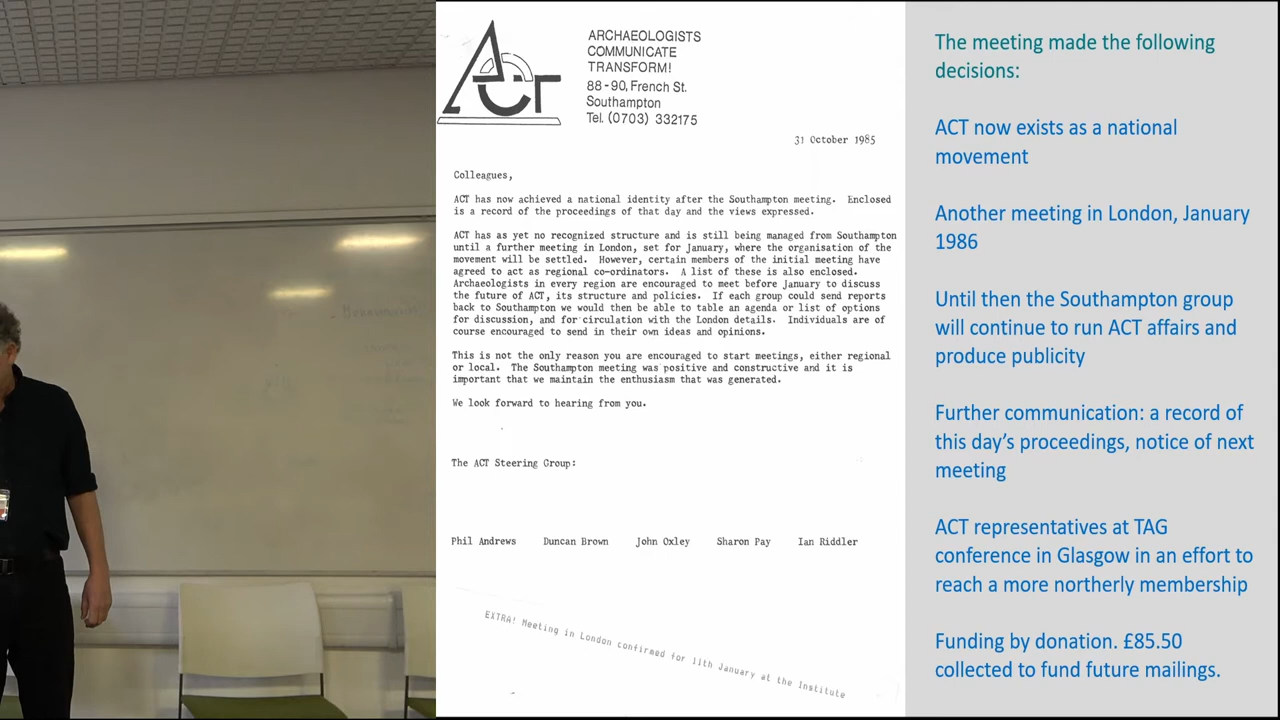 ACT
ARCHAEOLOGISTS
COMMUNICATE
TRANSFORM!
88-90, French St.
Southampton
Tel. (0703) 332175
31 October 1985
Colleagues,
ACT has now achieved a national identity after the Southampton meeting. Enclosed
is a record of the proceedings of that day and the views expressed.
ACT has as yet no recognized structure and is still being managed from Southampton
until a further meeting in London, set for January, where the organisation of the
movement will be settled. However, certain members of the initial meeting have
agreed to act as regional co-ordinators. A list of these is also enclosed.
Archaeologists in every region are encouraged to meet before January to discuss
the future of ACT, its structure and policies. If each group could send reports
back to Southampton we would then be able to table an agenda or list of options
for discussion, and for circulation with the London details. Individuals are of
course encouraged to send in their own ideas and opinions.
This is not the only reason you are encouraged to start meetings, either regional
or local. The Southampton meeting was positive and constructive and it is
important that we maintain the enthusiasm that was generated.
We look forward to hearing from you.
The ACT Steering Group:
Phil Andrews Duncan Brown John Oxley Sharon Pay Ian Riddler
EXTRA! Meeting in London confirmed for 11th January at the Institute
The meeting made the following
decisions:
ACT now exists as a national
movement
Another meeting in London, January
1986
Until then the Southampton group
will continue to run ACT affairs and
produce publicity
Further communication: a record of
this day's proceedings, notice of next
meeting
ACT representatives at TAG
conference in Glasgow in an effort to
reach a more northerly membership
Funding by donation. £85.50
collected to fund future mailings.